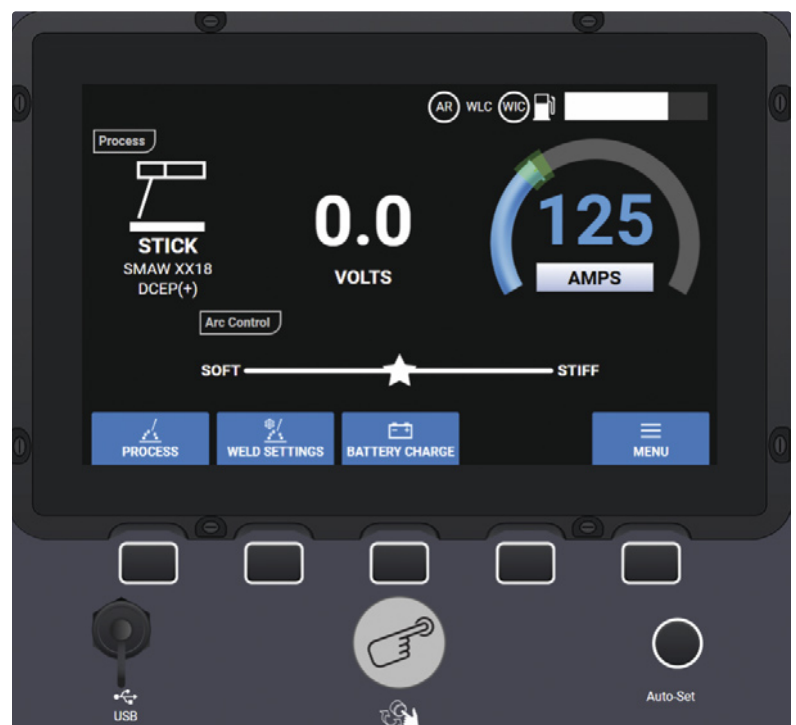 AR WLC WIC
Process
STICK
SMAW XX18
DCEP(+)
0.0
VOLTS
125
AMPS
Arc Control
SOFT STIFF
PROCESS WELD SETTINGS BATTERY CHARGE MENU
USB
Auto-Set